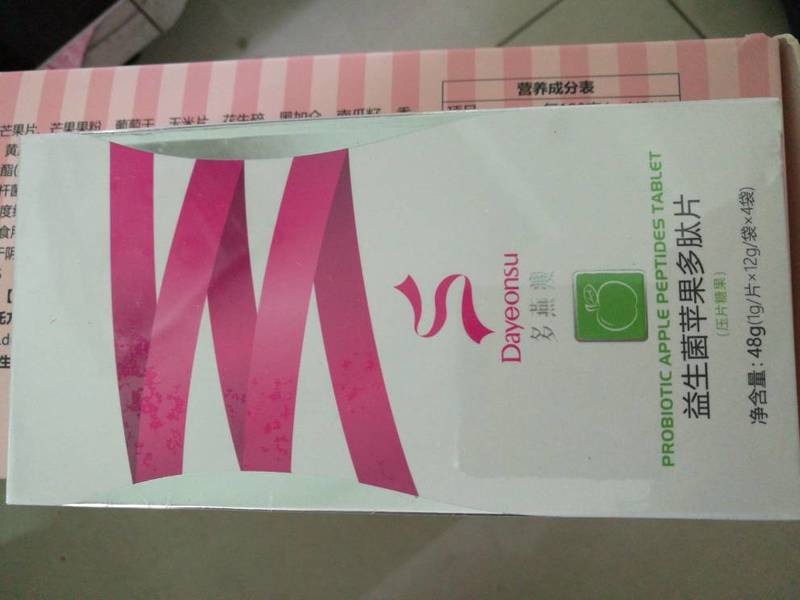 Dayeonsu
多燕瘦
PROBIOTIC APPLE PEPTIDES TABLET
益生菌苹果多肽片
(压片糖果)
净含量：48g(1g/片×12g/袋×4袋)
营养成分表
芒果片、芒果果粉、葡萄干、玉米片、花生碎、黑加仑、南瓜籽、香